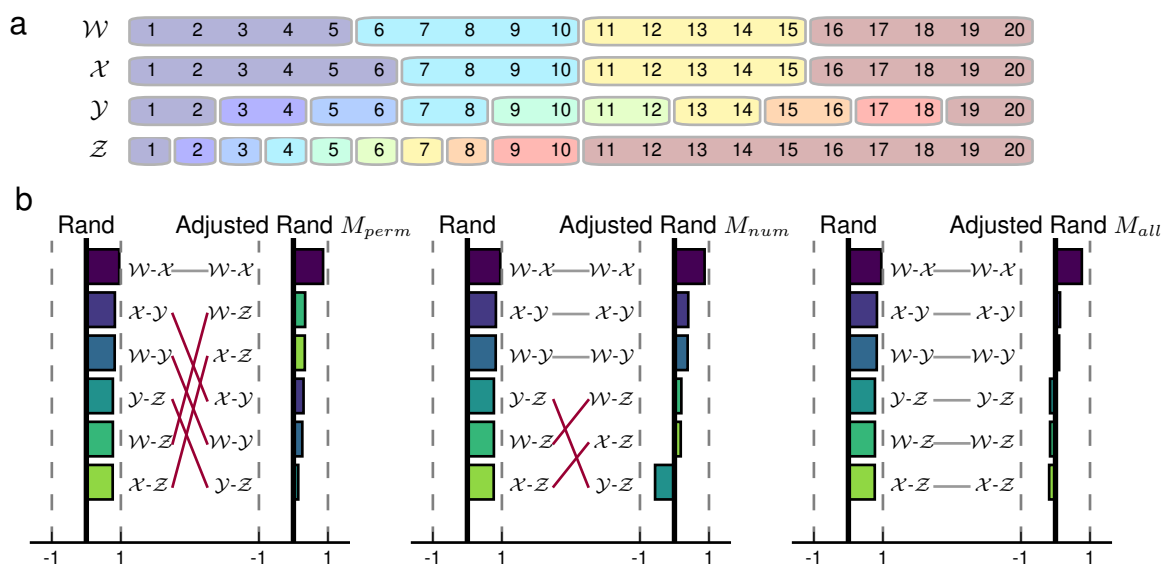 a
𝒲 1 2 3 4 5 6 7 8 9 10 11 12 13 14 15 16 17 18 19 20
𝒳 1 2 3 4 5 6 7 8 9 10 11 12 13 14 15 16 17 18 19 20
𝒴 1 2 3 4 5 6 7 8 9 10 11 12 13 14 15 16 17 18 19 20
𝒵 1 2 3 4 5 6 7 8 9 10 11 12 13 14 15 16 17 18 19 20
b
Rand Adjusted Rand M_perm
𝒲-𝒳 𝒲-𝒳
𝒳-𝒴 𝒲-𝒵
𝒲-𝒴 𝒳-𝒵
𝒴-𝒵 𝒳-𝒴
𝒲-𝒵 𝒲-𝒴
𝒳-𝒵 𝒴-𝒵
-1 1 -1 1
Rand Adjusted Rand M_num
𝒲-𝒳 𝒲-𝒳
𝒳-𝒴 𝒳-𝒴
𝒲-𝒴 𝒲-𝒴
𝒴-𝒵 𝒲-𝒵
𝒲-𝒵 𝒳-𝒵
𝒳-𝒵 𝒴-𝒵
-1 1 -1 1
Rand Adjusted Rand M_all
𝒲-𝒳 𝒲-𝒳
𝒳-𝒴 𝒳-𝒴
𝒲-𝒴 𝒲-𝒴
𝒴-𝒵 𝒴-𝒵
𝒲-𝒵 𝒲-𝒵
𝒳-𝒵 𝒳-𝒵
-1 1 -1 1